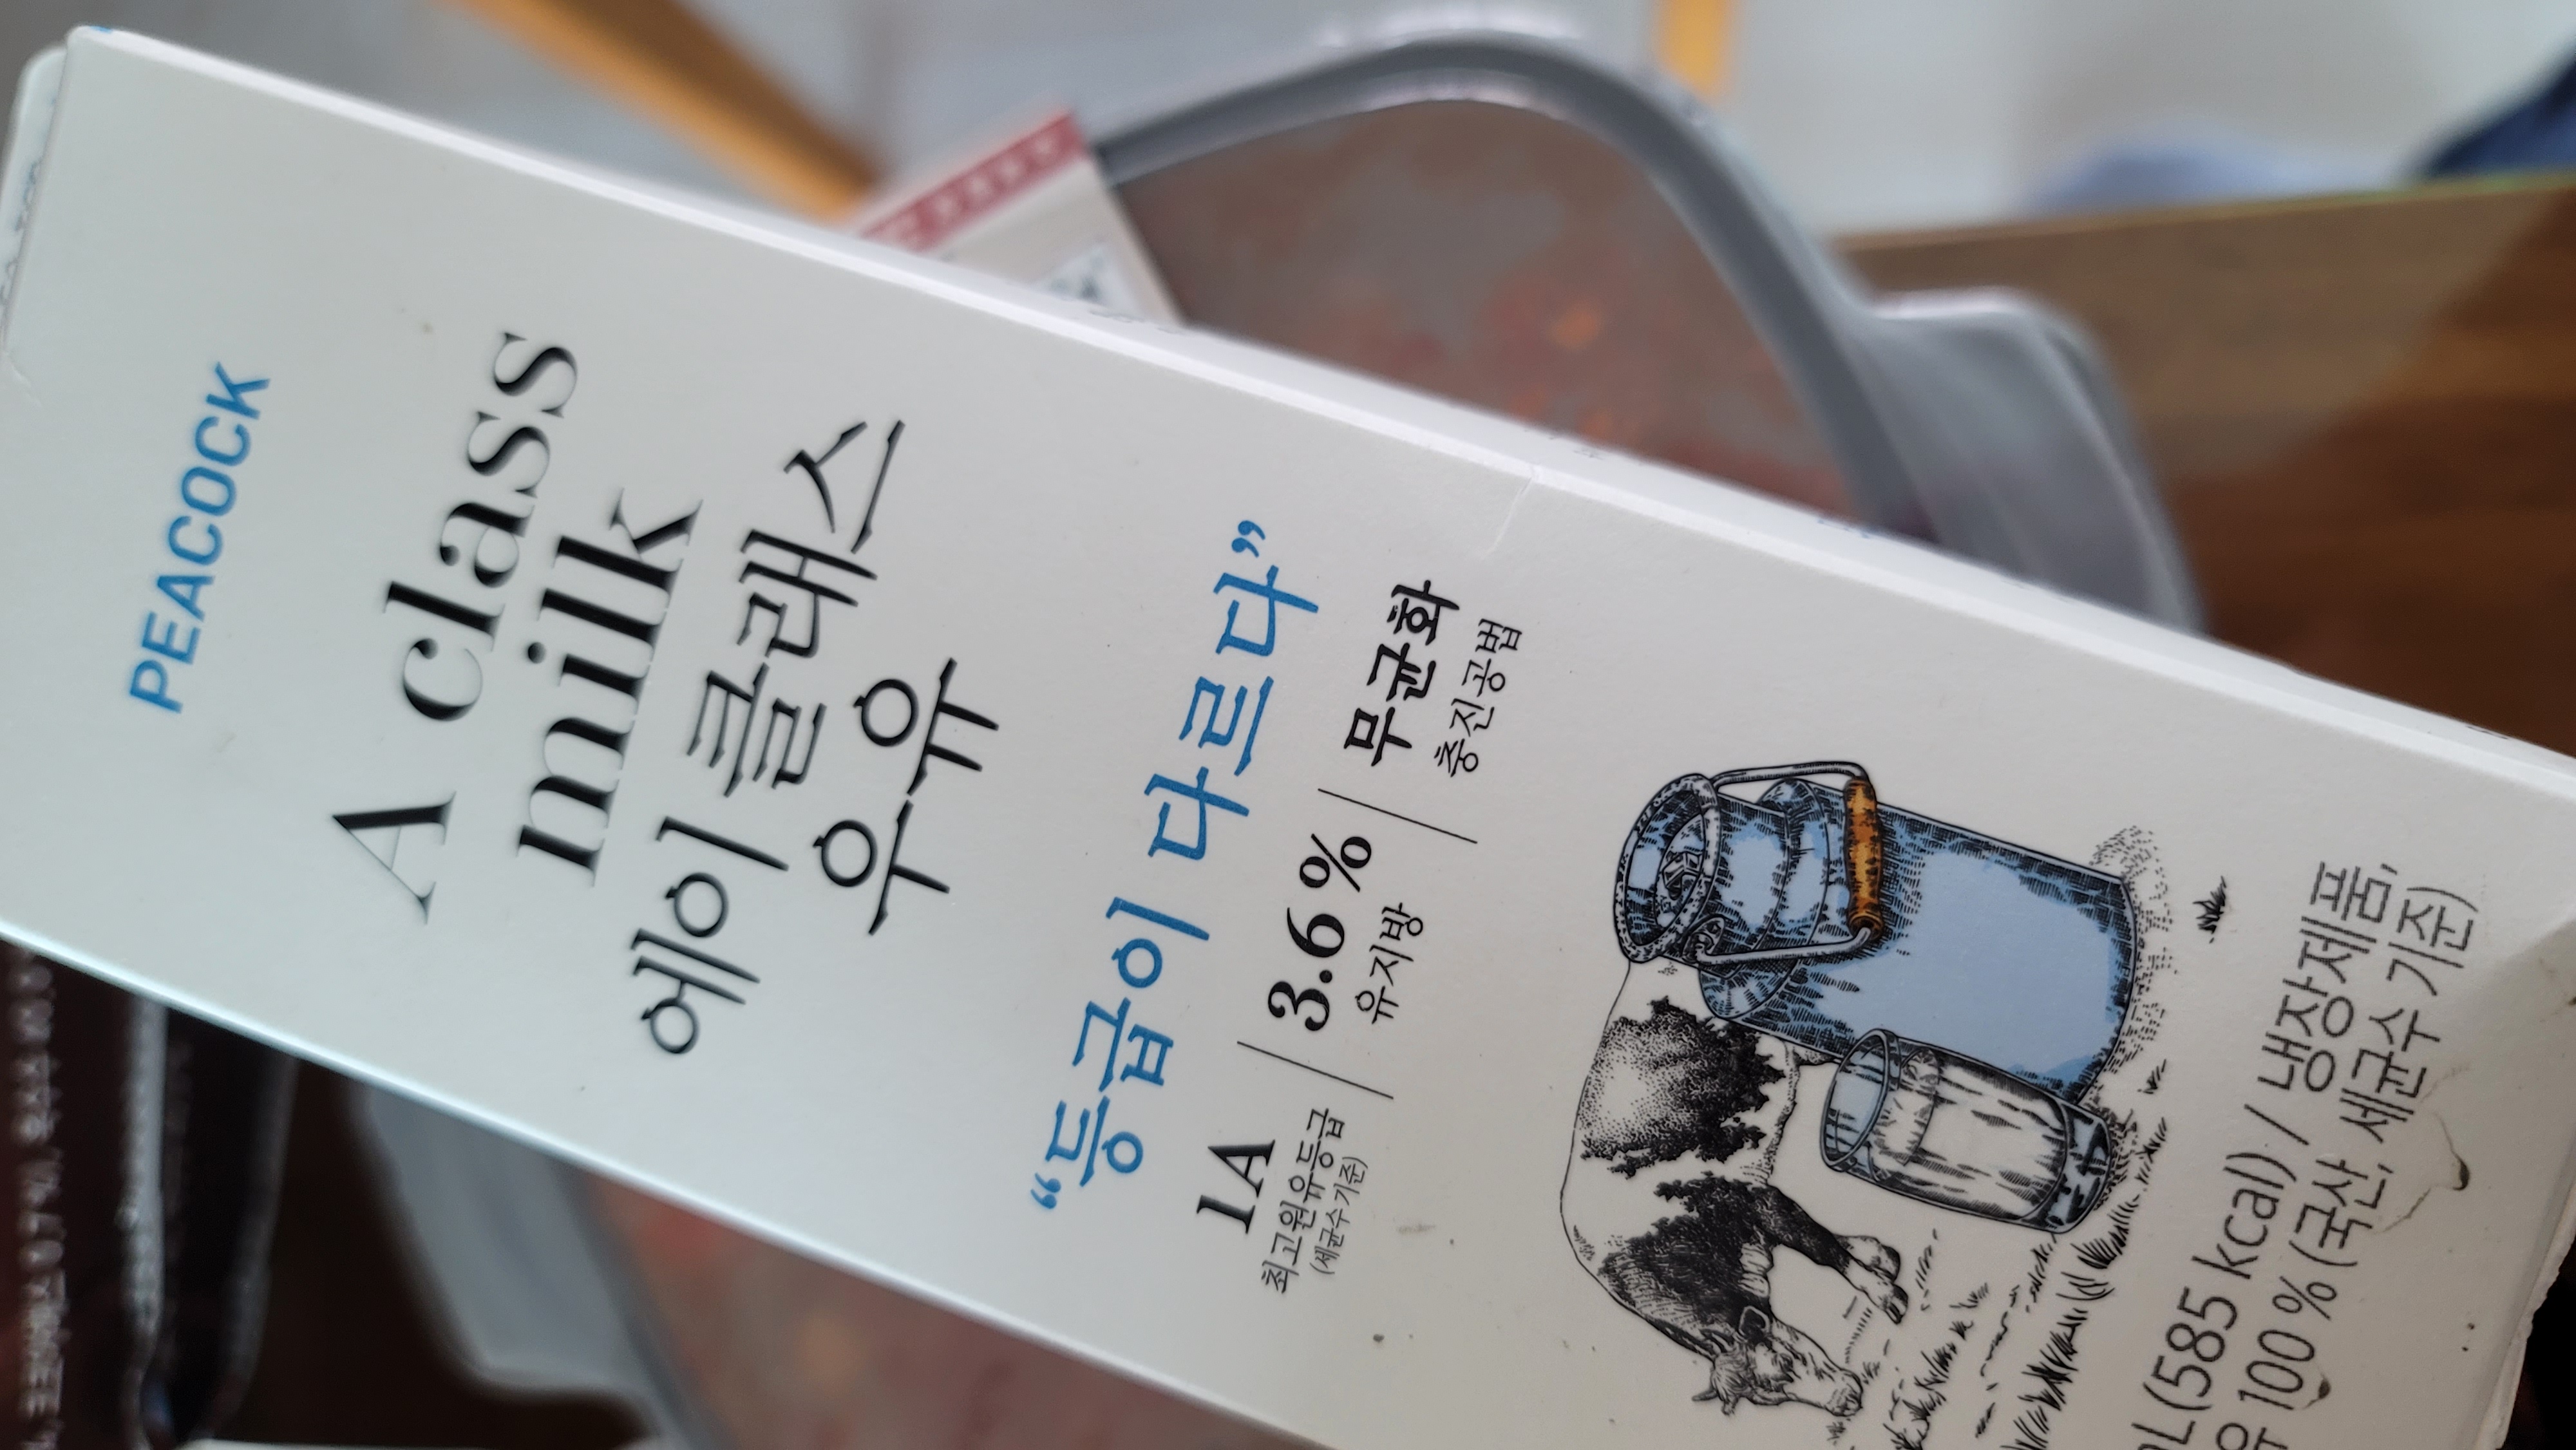 PEACOCK
A class
milk
에이 클래스
우유
“등급이 다르다”
1A
최고원유등급
(세균수기준)
3.6 %
유지방
무균화
충진공법
mL(585 kcal) / 냉장제품,
유 100 % (국산, 세균수 기준)